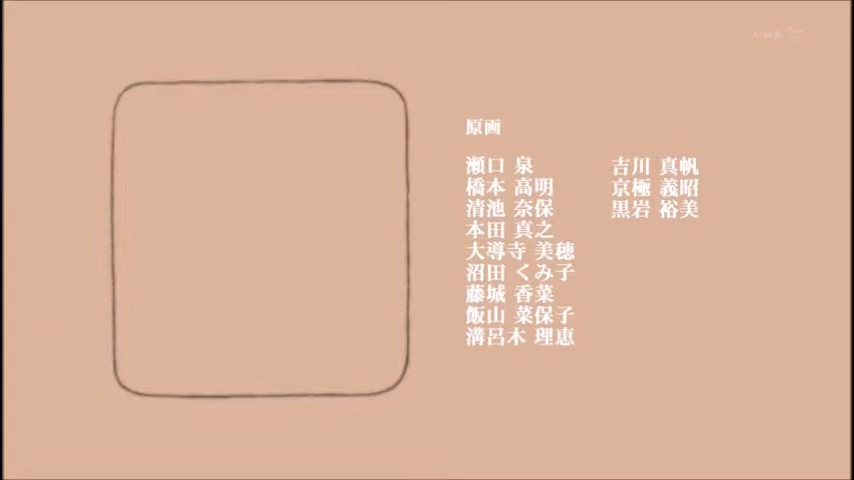 原画
瀬口 泉
橋本 高明
清池 奈保
本田 真之
大導寺 美穂
沼田 くみ子
藤城 香菜
飯山 菜保子
溝呂木 理恵
吉川 真帆
京極 義昭
黒岩 裕美